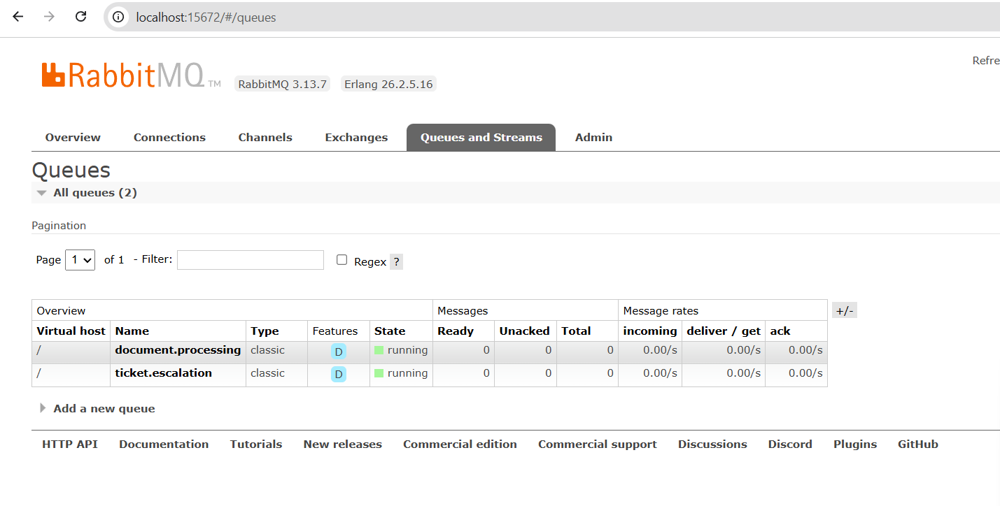 localhost:15672/#/queues
Refre
RabbitMQ TM RabbitMQ 3.13.7 Erlang 26.2.5.16
Overview Connections Channels Exchanges Queues and Streams Admin
Queues
All queues (2)
Pagination
Page 1 of 1 - Filter: Regex ?
Overview Messages Message rates +/-
Virtual host Name Type Features State Ready Unacked Total incoming deliver / get ack
/ document.processing classic D running 0 0 0 0.00/s 0.00/s 0.00/s
/ ticket.escalation classic D running 0 0 0 0.00/s 0.00/s 0.00/s
Add a new queue
HTTP API Documentation Tutorials New releases Commercial edition Commercial support Discussions Discord Plugins GitHub